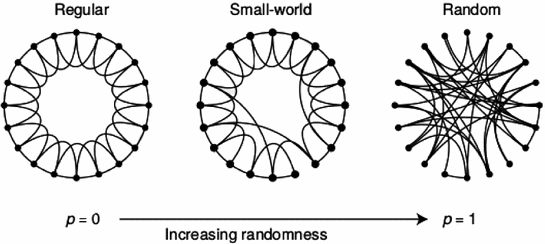 Regular
Small-world
Random
p = 0
p = 1
Increasing randomness